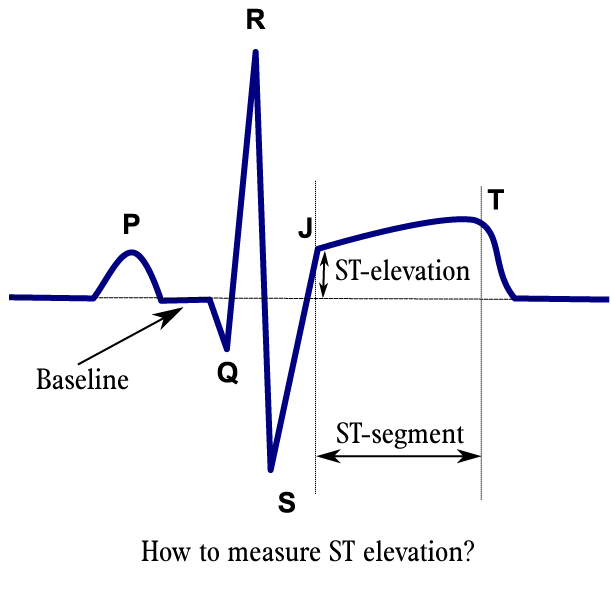 R
P
J
T
ST-elevation
Baseline
Q
ST-segment
S
How to measure ST elevation?